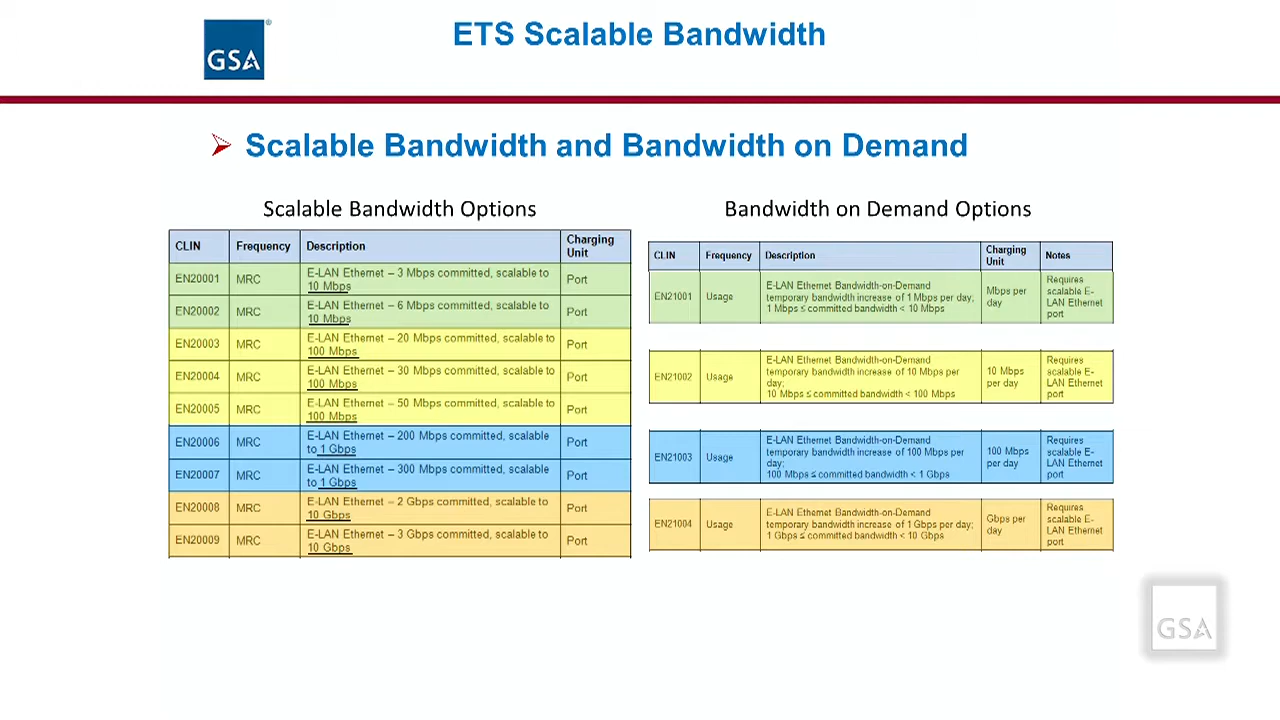 ETS Scalable Bandwidth
GSA
®
Scalable Bandwidth and Bandwidth on Demand
Scalable Bandwidth Options
CLIN Frequency Description Charging
Unit
EN20001 MRC E-LAN Ethernet – 3 Mbps committed, scalable to
10 Mbps Port
EN20002 MRC E-LAN Ethernet – 6 Mbps committed, scalable to
10 Mbps Port
EN20003 MRC E-LAN Ethernet – 20 Mbps committed, scalable to
100 Mbps Port
EN20004 MRC E-LAN Ethernet – 30 Mbps committed, scalable to
100 Mbps Port
EN20005 MRC E-LAN Ethernet – 50 Mbps committed, scalable to
100 Mbps Port
EN20006 MRC E-LAN Ethernet – 200 Mbps committed, scalable
to 1 Gbps Port
EN20007 MRC E-LAN Ethernet – 300 Mbps committed, scalable
to 1 Gbps Port
EN20008 MRC E-LAN Ethernet – 2 Gbps committed, scalable to
10 Gbps Port
EN20009 MRC E-LAN Ethernet – 3 Gbps committed, scalable to
10 Gbps Port
Bandwidth on Demand Options
CLIN Frequency Description Charging
Unit Notes
EN21001 Usage E-LAN Ethernet Bandwidth-on-Demand
temporary bandwidth increase of 1 Mbps per day;
1 Mbps ≤ committed bandwidth < 10 Mbps
Mbps per
day
Requires
scalable E-
LAN Ethernet
port
EN21002 Usage E-LAN Ethernet Bandwidth-on-Demand
temporary bandwidth increase of 10 Mbps per
day;
10 Mbps ≤ committed bandwidth < 100 Mbps
10 Mbps
per day
Requires
scalable E-
LAN Ethernet
port
EN21003 Usage E-LAN Ethernet Bandwidth-on-Demand
temporary bandwidth increase of 100 Mbps per
day;
100 Mbps ≤ committed bandwidth < 1 Gbps
100 Mbps
per day
Requires
scalable E-
LAN Ethernet
port
EN21004 Usage E-LAN Ethernet Bandwidth-on-Demand
temporary bandwidth increase of 1 Gbps per day;
1 Gbps ≤ committed bandwidth < 10 Gbps
Gbps per
day
Requires
scalable E-
LAN Ethernet
port
GSA